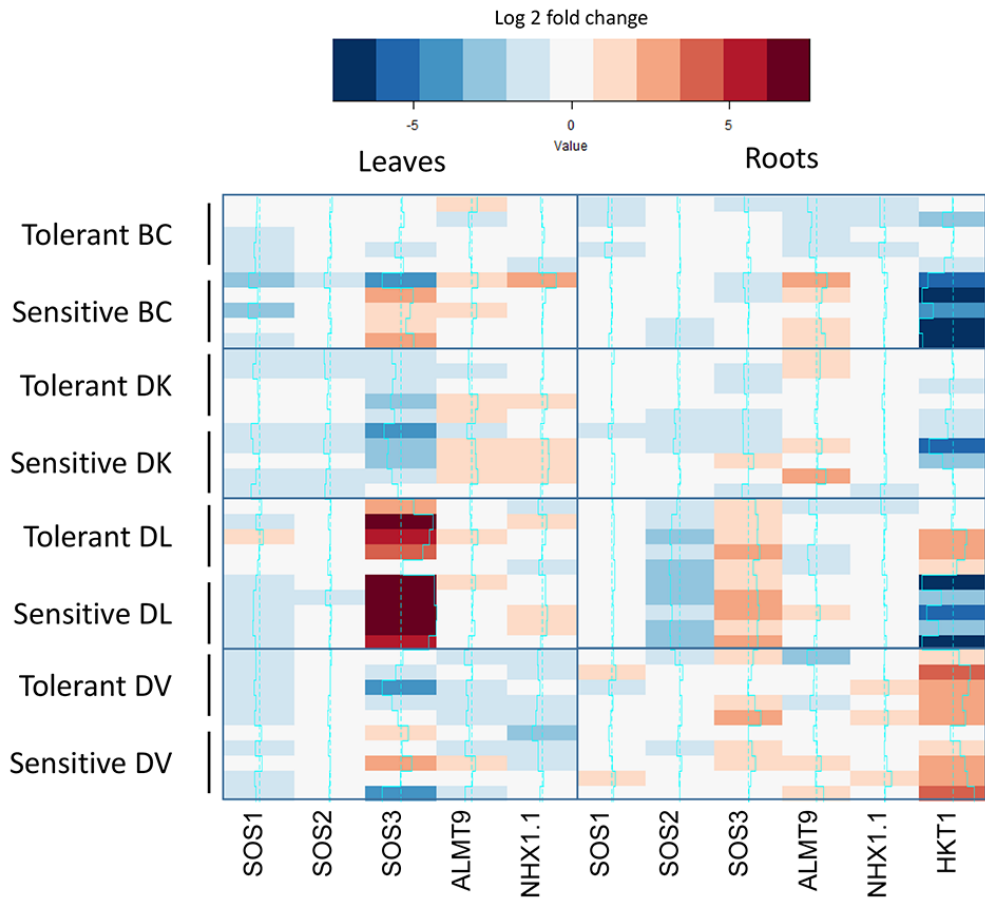 Log 2 fold change
-5 0 5
Value
Leaves Roots
Tolerant BC
Sensitive BC
Tolerant DK
Sensitive DK
Tolerant DL
Sensitive DL
Tolerant DV
Sensitive DV
SOS1 SOS2 SOS3 ALMT9 NHX1.1 SOS1 SOS2 SOS3 ALMT9 NHX1.1 HKT1